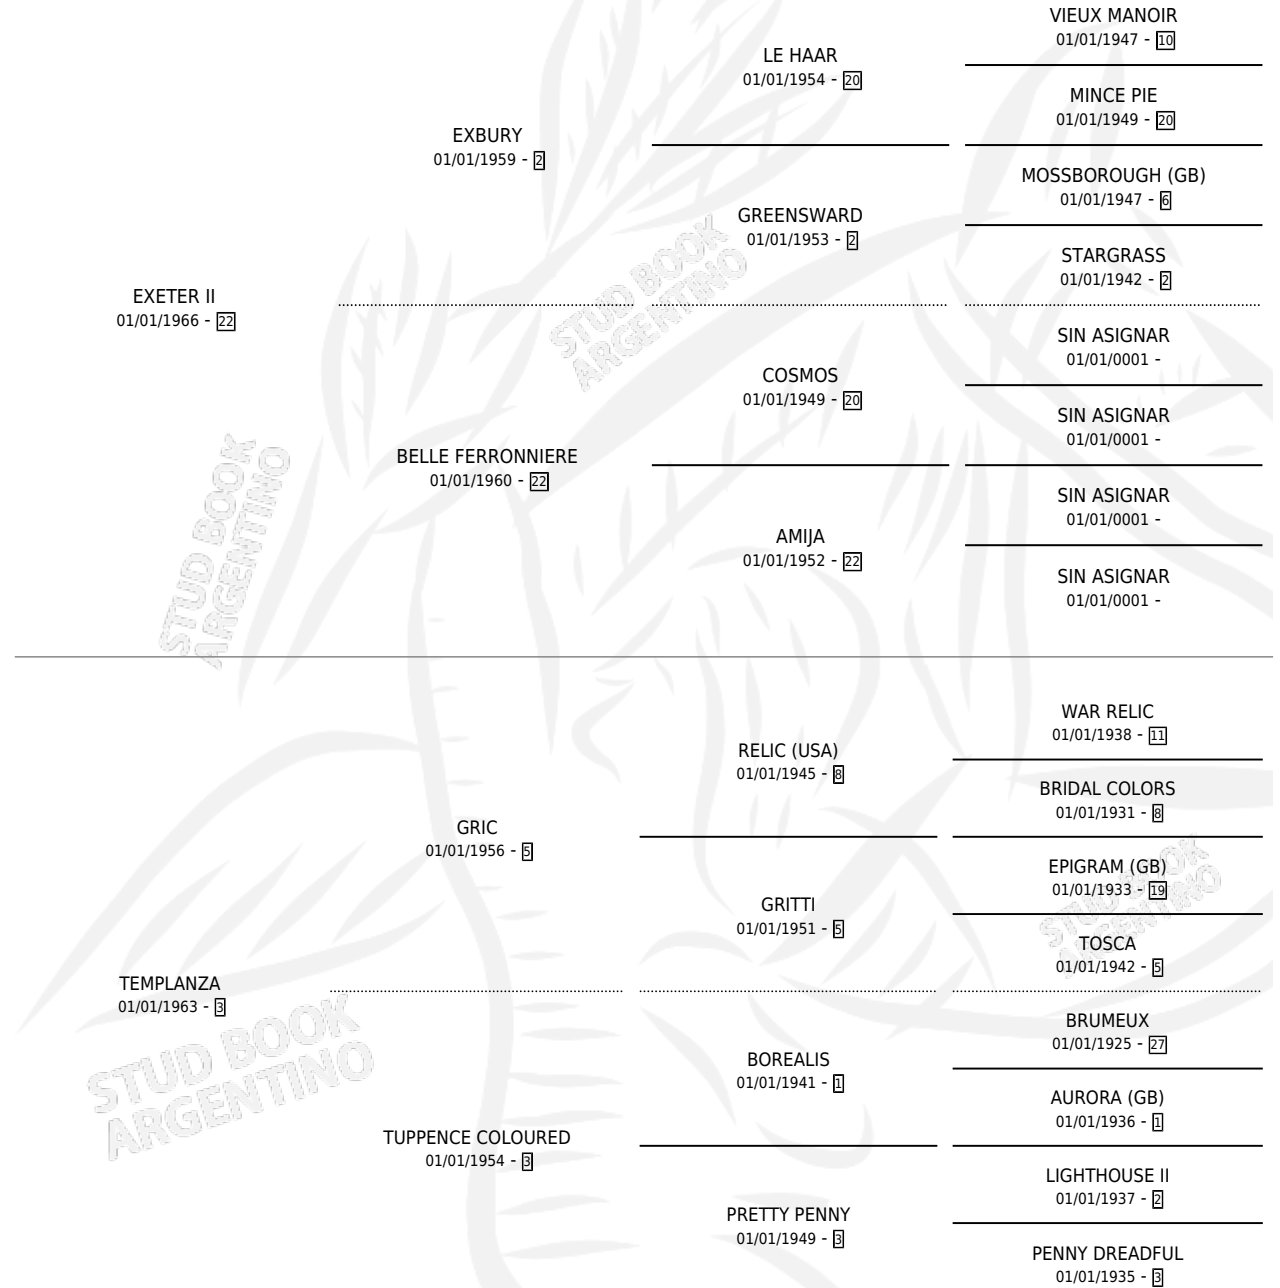 VIEUX MANOIR
01/01/1947 - 10
LE HAAR
01/01/1954 - 20
MINCE PIE
01/01/1949 - 20
EXBURY
01/01/1959 - 2
MOSSBOROUGH (GB)
01/01/1947 - 6
GREENSWARD
01/01/1953 - 2
STARGRASS
01/01/1942 - 2
EXETER II
01/01/1966 - 22
STUD BOOK
ARGENTINO
SIN ASIGNAR
01/01/0001 -
COSMOS
01/01/1949 - 20
SIN ASIGNAR
01/01/0001 -
BELLE FERRONNIERE
01/01/1960 - 22
SIN ASIGNAR
01/01/0001 -
AMIJA
01/01/1952 - 22
SIN ASIGNAR
01/01/0001 -
STUD BOOK
ARGENTINO
WAR RELIC
01/01/1938 - 11
RELIC (USA)
01/01/1945 - 8
BRIDAL COLORS
01/01/1931 - 8
GRIC
01/01/1956 - 5
EPIGRAM (GB)
01/01/1933 - 19
GRITTI
01/01/1951 - 5
TOSCA
01/01/1942 - 5
STUD BOOK
ARGENTINO
TEMPLANZA
01/01/1963 - 3
BRUMEUX
01/01/1925 - 27
BOREALIS
01/01/1941 - 1
AURORA (GB)
01/01/1936 - 1
STUD BOOK
ARGENTINO
TUPPENCE COLOURED
01/01/1954 - 3
LIGHTHOUSE II
01/01/1937 - 2
PRETTY PENNY
01/01/1949 - 3
PENNY DREADFUL
01/01/1935 - 3